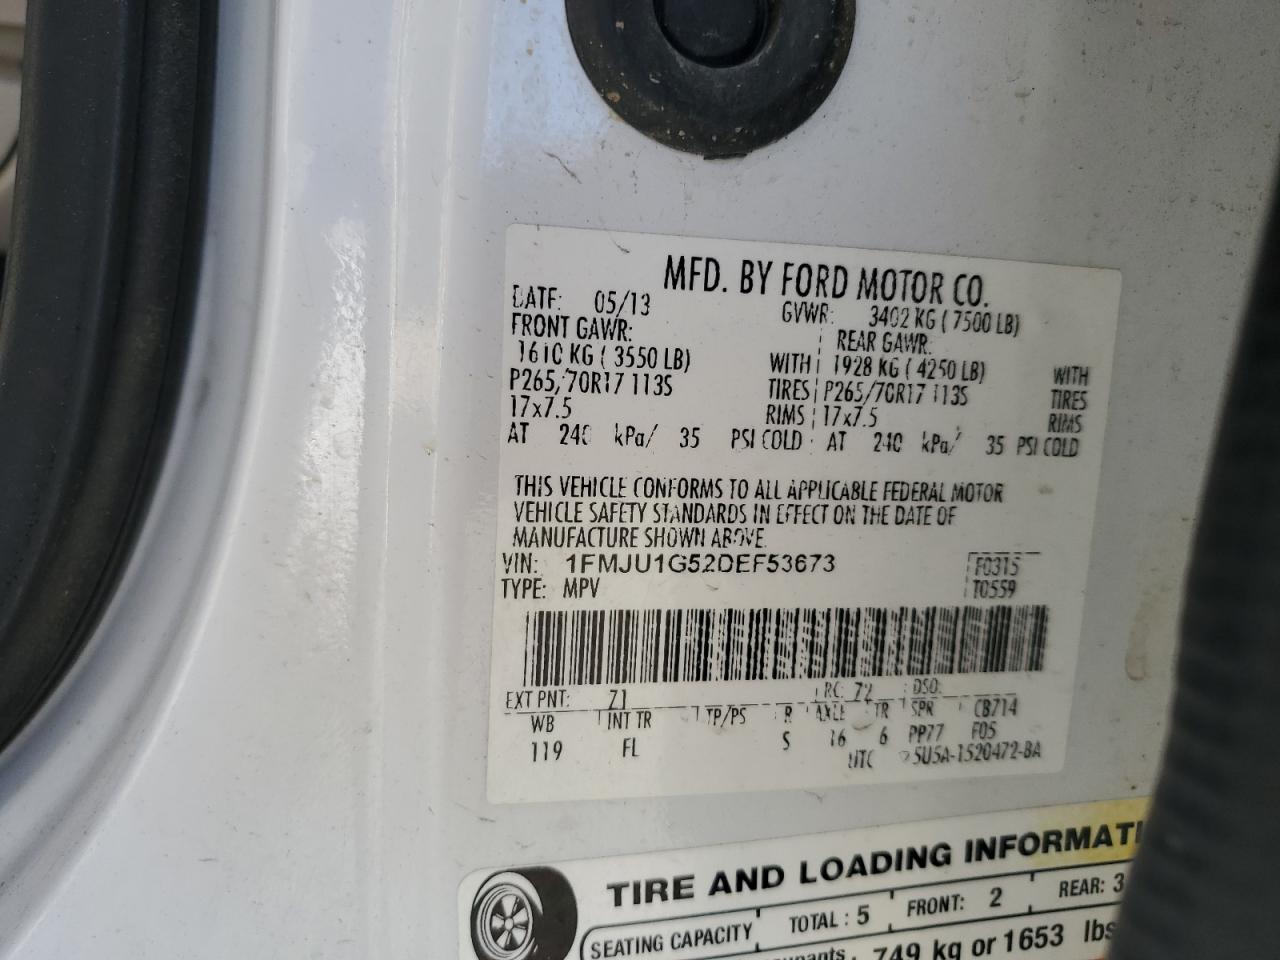 MFD. BY FORD MOTOR CO.
DATE: 05/13 GVWR: 3402 KG ( 7500 LB)
FRONT GAWR: REAR GAWR:
1610 KG ( 3550 LB) WITH 1928 KG ( 4250 LB) WITH
P265/70R17 113S TIRES P265/70R17 113S TIRES
17x7.5 RIMS 17x7.5 RIMS
AT 240 kPa/ 35 PSI COLD AT 240 kPa/ 35 PSI COLD
THIS VEHICLE CONFORMS TO ALL APPLICABLE FEDERAL MOTOR
VEHICLE SAFETY STANDARDS IN EFFECT ON THE DATE OF
MANUFACTURE SHOWN ABOVE.
VIN: 1FMJU1G52DEF53673 F0315
TYPE: MPV T0559
EXT PNT: Z1 RC: 72 DSO:
WB INT TR TP/PS R AXLE TR SPR CB714
119 FL S 16 6 PP77 F05
UTC 5U5A-1520472-BA
TIRE AND LOADING INFORMATI
SEATING CAPACITY TOTAL : 5 FRONT: 2 REAR: 3
749 kg or 1653 lbs